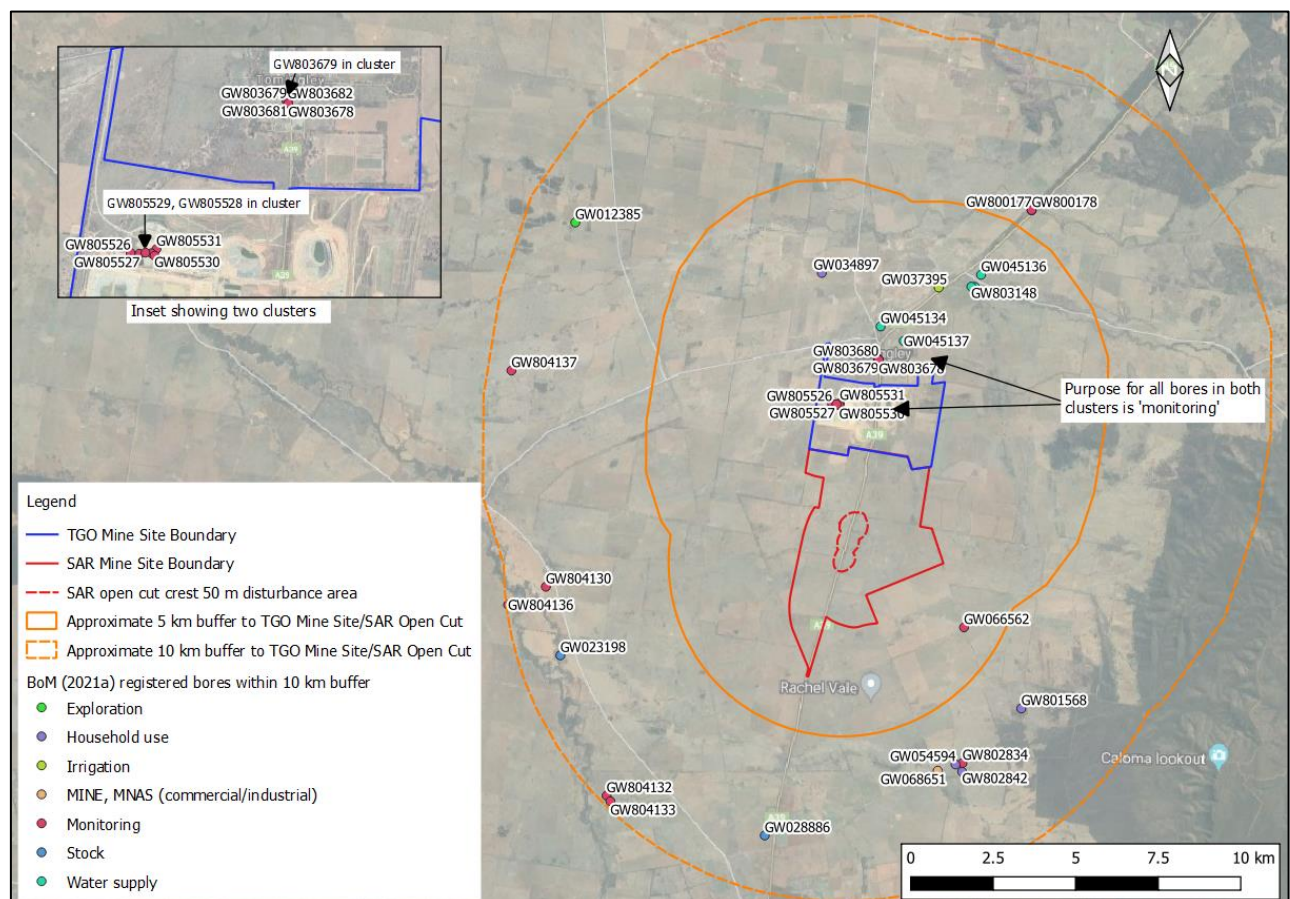 GW803679 in cluster
Tomingley
GW803679 GW803682
GW803681 GW803678
A39
GW805529, GW805528 in cluster
GW805526 GW805531
GW805527 GW805530
A39
Inset showing two clusters
N
GW012385
GW800177 GW800178
GW034897
GW045136
GW037395
GW803148
GW045134
GW045137
GW804137
GW803680
GW803679 GW803678
Purpose for all bores in both
clusters is 'monitoring'
GW805526 GW805531
GW805527 GW805530
A39
GW804130
GW804136
GW066562
GW023198
Rachel Vale
GW801568
GW054594 GW802834
GW068651 GW802842
Caloma lookout
GW804132
GW804133
GW028886
Legend
TGO Mine Site Boundary
SAR Mine Site Boundary
SAR open cut crest 50 m disturbance area
Approximate 5 km buffer to TGO Mine Site/SAR Open Cut
Approximate 10 km buffer to TGO Mine Site/SAR Open Cut
BoM (2021a) registered bores within 10 km buffer
Exploration
Household use
Irrigation
MINE, MNAS (commercial/industrial)
Monitoring
Stock
Water supply
0 2.5 5 7.5 10 km